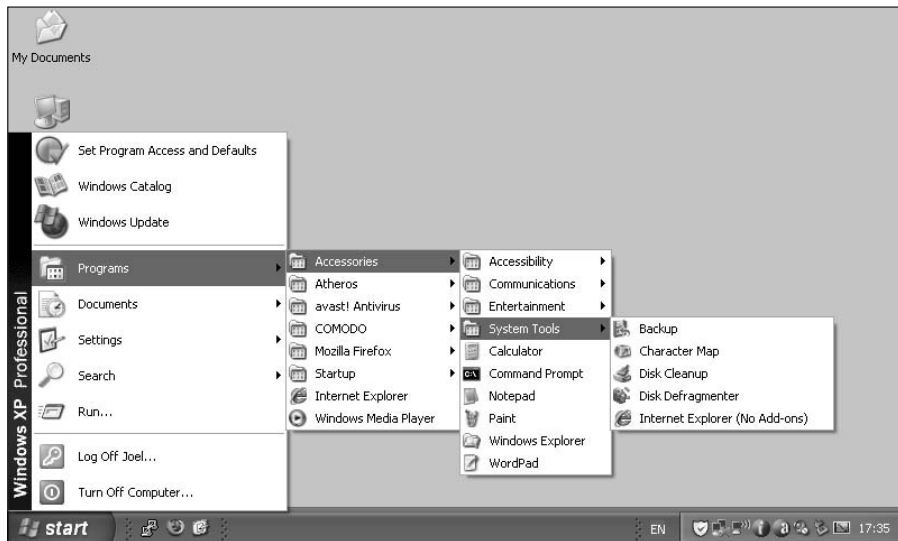 My Documents
Set Program Access and Defaults
Windows Catalog
Windows Update
Programs
Documents
Settings
Search
Run...
Log Off Joel...
Turn Off Computer...
Windows XP Professional
Accessories
Atheros
avast! Antivirus
COMODO
Mozilla Firefox
Startup
Internet Explorer
Windows Media Player
Accessibility
Communications
Entertainment
System Tools
Calculator
Command Prompt
Notepad
Paint
Windows Explorer
WordPad
Backup
Character Map
Disk Cleanup
Disk Defragmenter
Internet Explorer (No Add-ons)
start
EN
17:35